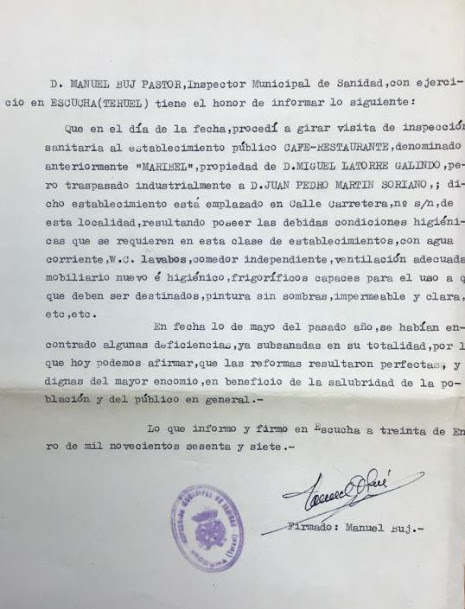 D. MANUEL BUJ PASTOR,Inspector Municipal de Sanidad,con ejerci-
cio en ESCUCHA(TERUEL) tiene el honor de informar lo siguiente:
Que en el día de la fecha,procedí a girar visita de inspección
sanitaria al establecimiento público CAFE-RESTAURANTE,denominado
anteriormente "MARIBEL",propiedad de D.MIGUEL LATORRE GALINDO,pe-
ro traspasado industrialmente a D.JUAN PEDRO MARTIN SORIANO,; di-
cho establecimiento está emplazado en Calle Carretera,nº s/n,de
esta localidad,resultando poseer las debidas condiciones higiéni-
cas que se requieren en esta clase de establecimientos,con agua
corriente,W.C. lavabos,comedor independiente,ventilación adecuada
mobiliario nuevo é higiénico,frigoríficos capaces para el uso a q
que deben ser destinados,pintura sin sombras,impermeable y clara,
etc,etc.
En fecha lo de mayo del pasado año,se habían en-
contrado algunas deficiencias,ya subsanadas en su totalidad,por l
que hoy podemos afirmar,que las reformas resultaron perfectas, y
dignas del mayor encomio,en beneficio de la salubridad de la po-
blación y del público en general.-
Lo que informo y firmo en Escucha a treinta de En
ro de mil novecientos sesenta y siete.-
Firmado: Manuel Buj.-